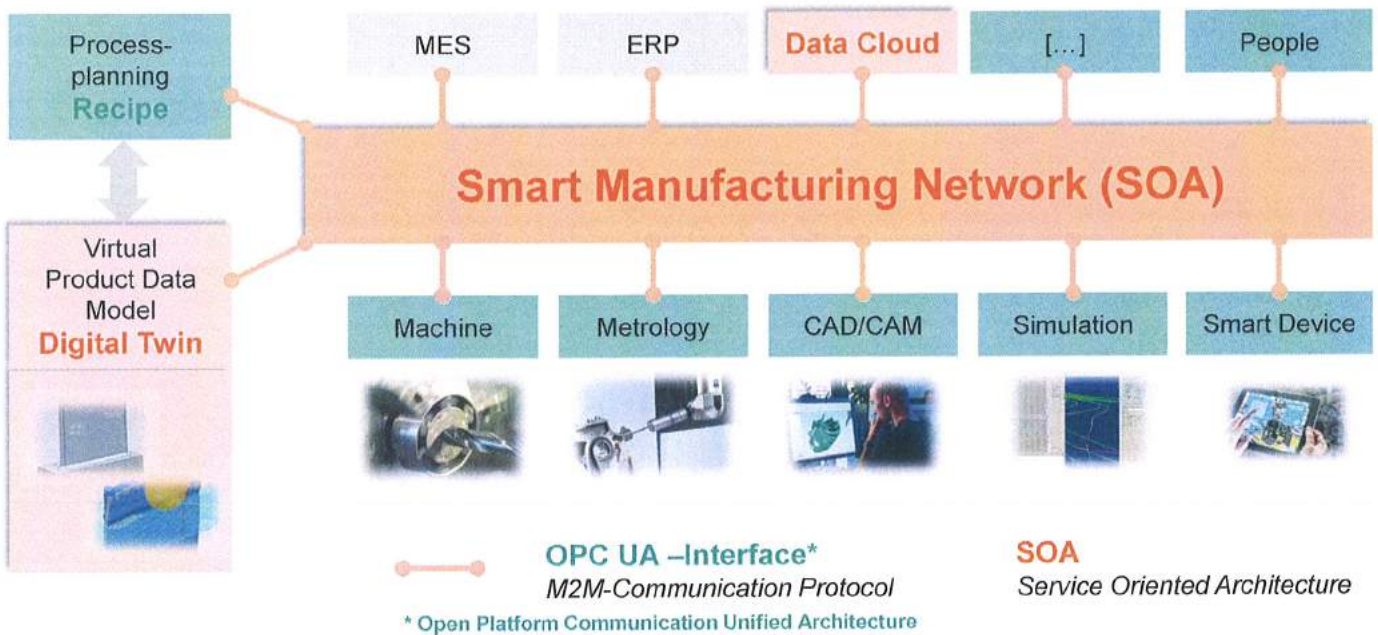 Process-
planning
Recipe
MES
ERP
Data Cloud
[...]
People
Smart Manufacturing Network (SOA)
Virtual
Product Data
Model
Digital Twin
Machine
Metrology
CAD/CAM
Simulation
Smart Device
OPC UA –Interface*
M2M-Communication Protocol
* Open Platform Communication Unified Architecture
SOA
Service Oriented Architecture